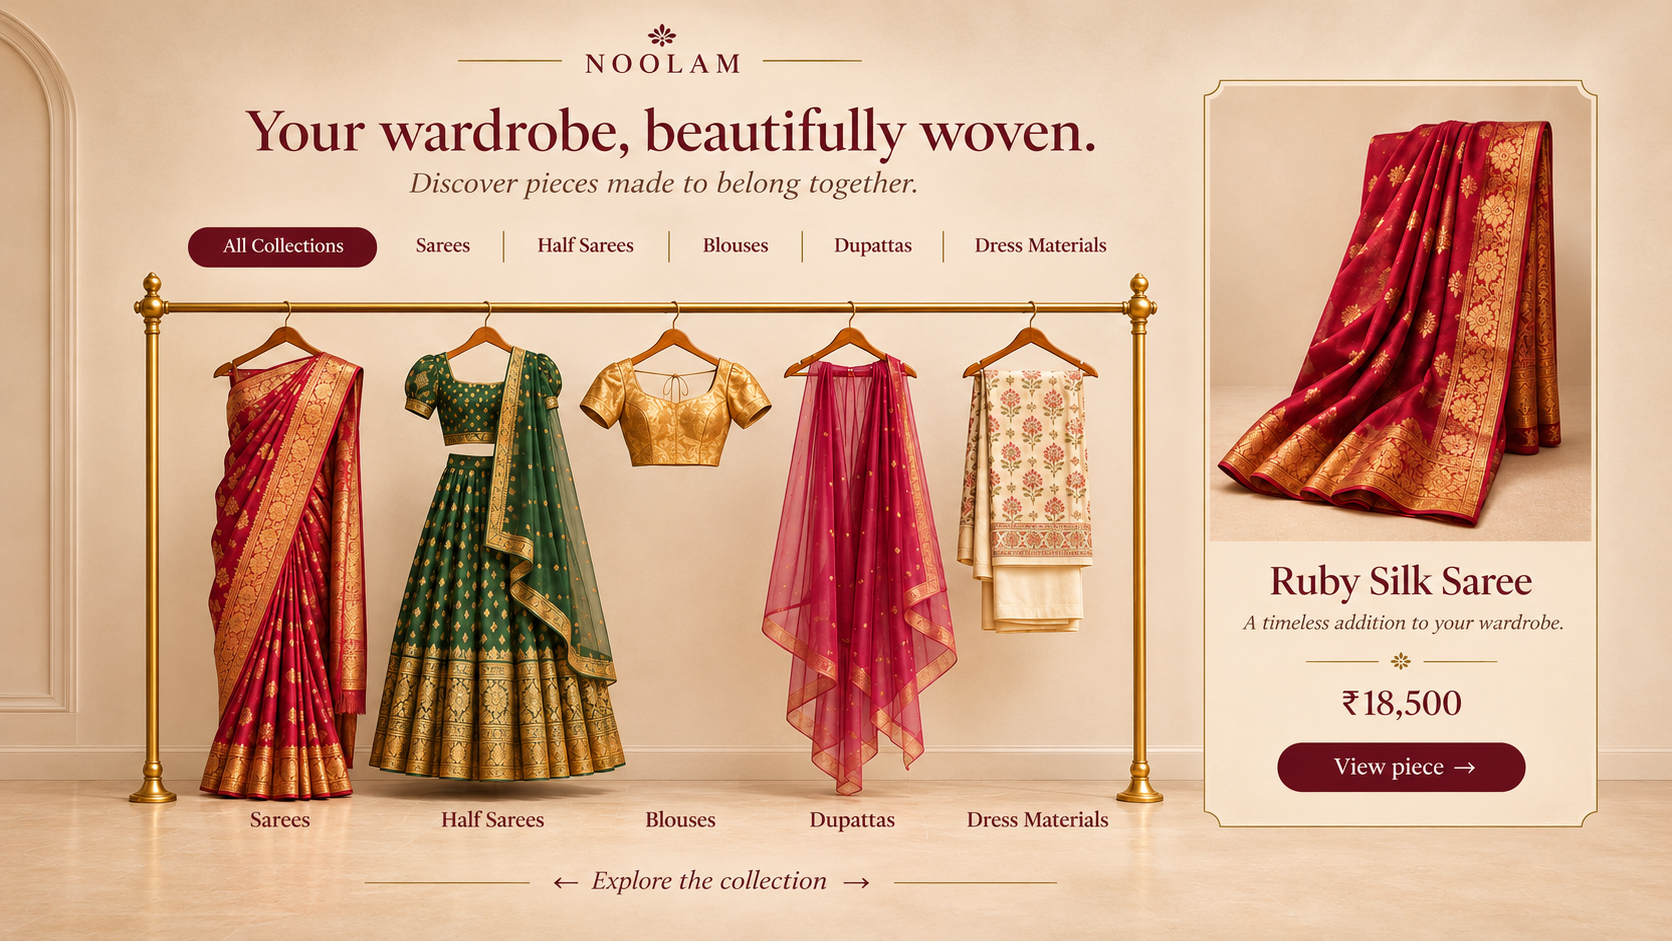 NOOLAM
Your wardrobe, beautifully woven.
Discover pieces made to belong together.
All Collections
Sarees
Half Sarees
Blouses
Dupattas
Dress Materials
Sarees
Half Sarees
Blouses
Dupattas
Dress Materials
← Explore the collection →
Ruby Silk Saree
A timeless addition to your wardrobe.
₹18,500
View piece →